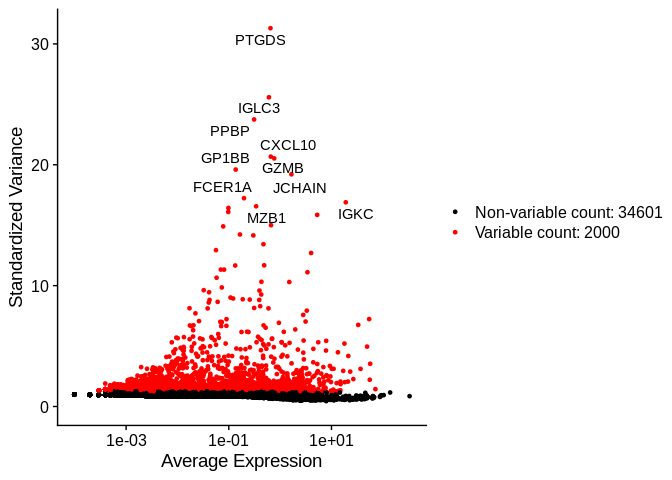 30
20
10
0
Standardized Variance
PTGDS
IGLC3
PPBP
CXCL10
GP1BB
GZMB
FCER1A
JCHAIN
MZB1
IGKC
Non-variable count: 34601
Variable count: 2000
1e-03
1e-01
1e+01
Average Expression